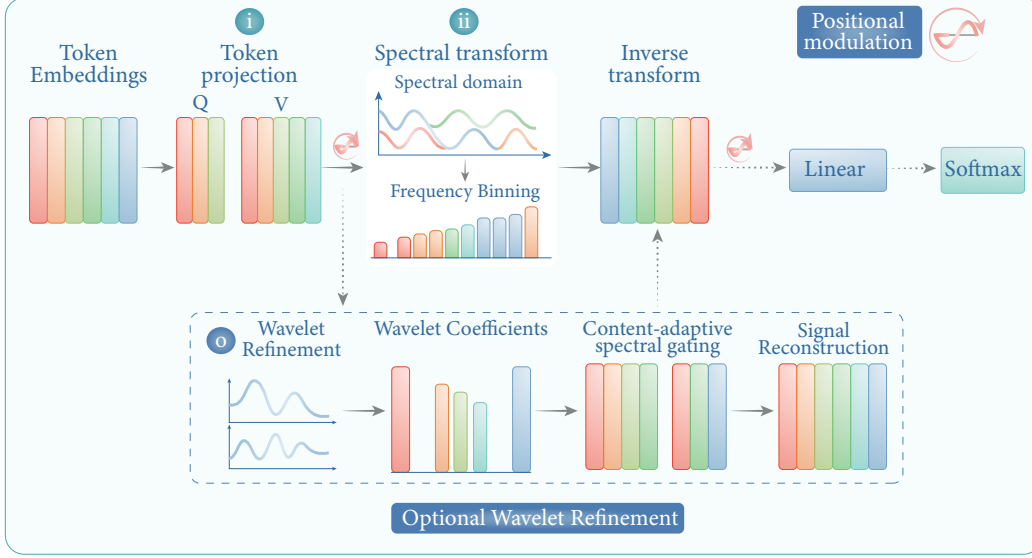 i
ii
Positional
modulation
Token
Embeddings
Token
projection
Q
V
Spectral transform
Spectral domain
Frequency Binning
Inverse
transform
Linear
Softmax
o
Wavelet
Refinement
Wavelet Coefficients
Content-adaptive
spectral gating
Signal
Reconstruction
Optional Wavelet Refinement